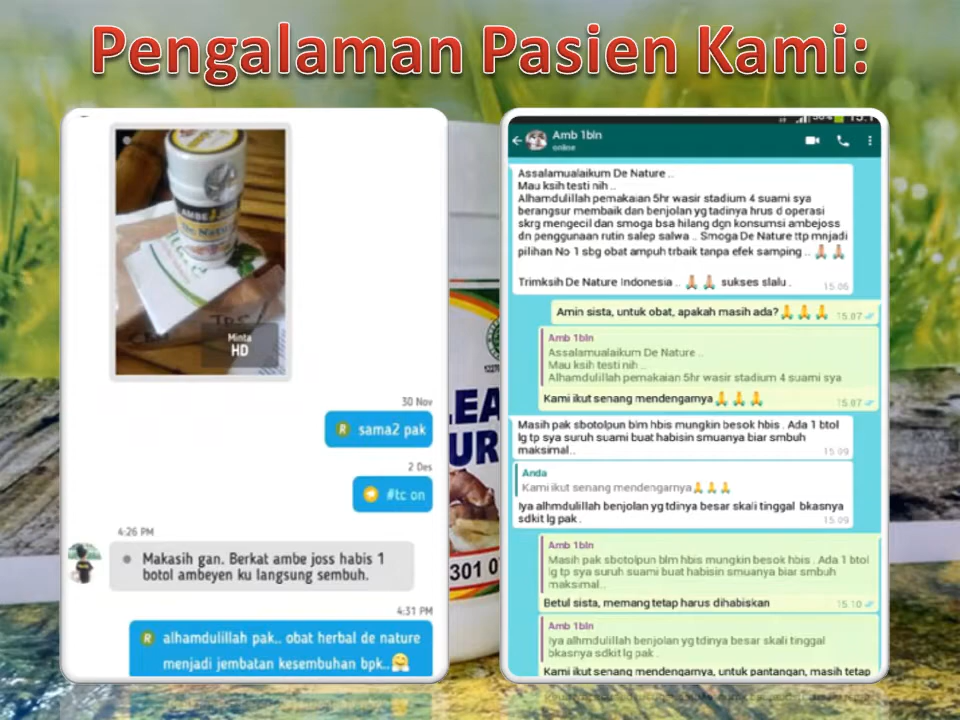 Pengalaman Pasien Kami:
AMBEJOSS
De Nature
Minta
HD
30 Nov
sama2 pak
2 Des
#tc on
4:26 PM
Makasih gan. Berkat ambe joss habis 1
botol ambeyen ku langsung sembuh.
4:31 PM
alhamdulillah pak.. obat herbal de nature
menjadi jembatan kesembuhan bpk..
LEA
UR
301 0
Amb 1bln
online
Assalamualaikum De Nature ..
Mau ksih testi nih ..
Alhamdulillah pemakaian 5hr wasir stadium 4 suami sya
berangsur membaik dan benjolan yg tadinya hrus d operasi
skrg mengecil dan smoga bsa hilang dgn konsumsi ambejoss
dn penggunaan rutin salep salwa .. Smoga De Nature ttp mnjadi
pilihan No 1 sbg obat ampuh trbaik tanpa efek samping .. 🙏🙏
Trimksih De Nature Indonesia .. 🙏🙏 sukses slalu .
15.06
Amin sista, untuk obat, apakah masih ada?🙏🙏🙏
15.07
Amb 1bln
Assalamualaikum De Nature ..
Mau ksih testi nih ..
Alhamdulillah pemakaian 5hr wasir stadium 4 suami sya
Kami ikut senang mendengarnya🙏🙏🙏
15.07
Masih pak sbotolpun blm hbis mungkin besok hbis . Ada 1 btol
lg tp sya suruh suami buat habisin smuanya biar smbuh
maksimal..
15.09
Anda
Kami ikut senang mendengarnya🙏🙏🙏
Iya alhmdulillah benjolan yg tdinya besar skali tinggal bkasnya
sdkit lg pak .
15.09
Amb 1bln
Masih pak sbotolpun blm hbis mungkin besok hbis . Ada 1 btol
lg tp sya suruh suami buat habisin smuanya biar smbuh
maksimal..
Betul sista, memang tetap harus dihabiskan
15.10
Amb 1bln
Iya alhmdulillah benjolan yg tdinya besar skali tinggal
bkasnya sdkit lg pak .
Kami ikut senang mendengarnya, untuk pantangan, masih tetap